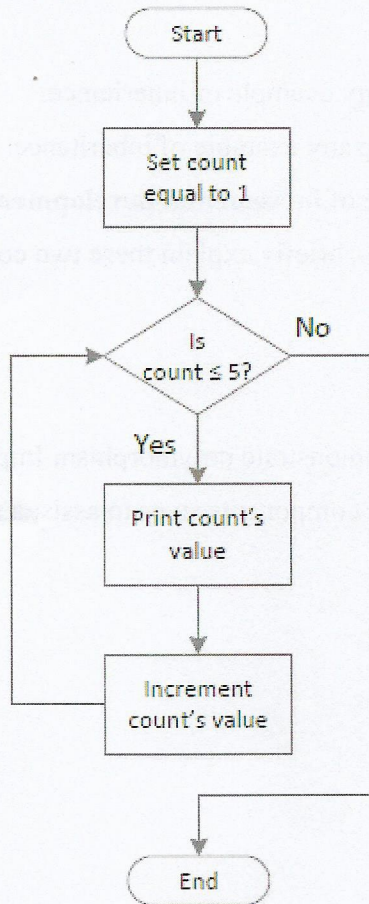 Start
Set count
equal to 1
Is
count ≤ 5?
No
Yes
Print count's
value
Increment
count's value
End